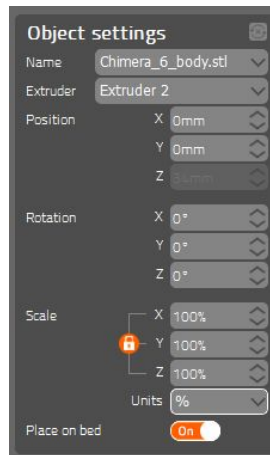 Object settings
Name Chimera_6_body.stl
Extruder Extruder 2
Position X 0mm
Y 0mm
Z 34mm
Rotation X 0°
Y 0°
Z 0°
Scale X 100%
Y 100%
Z 100%
Units %
Place on bed On